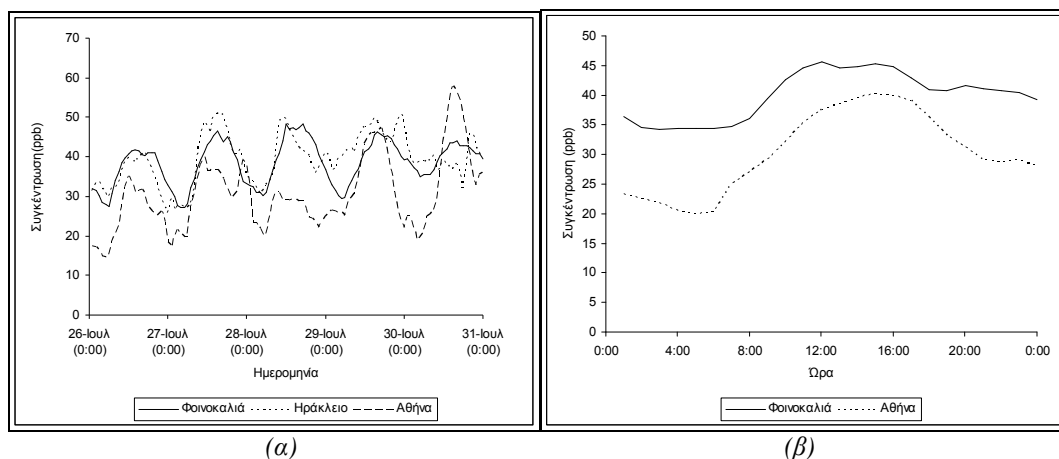 70
60
50
40
30
20
10
0
Συγκέντρωση (ppb)
26-Ιουλ 27-Ιουλ 28-Ιουλ 29-Ιουλ 30-Ιουλ 31-Ιουλ
(0:00) (0:00) (0:00) (0:00) (0:00) (0:00)
Ημερομηνία
Φοινοκαλιά Ηράκλειο Αθήνα
(α)
50
45
40
35
30
25
20
15
10
5
0
Συγκέντρωση (ppb)
0:00 4:00 8:00 12:00 16:00 20:00 0:00
Ώρα
Φοινοκαλιά Αθήνα
(β)